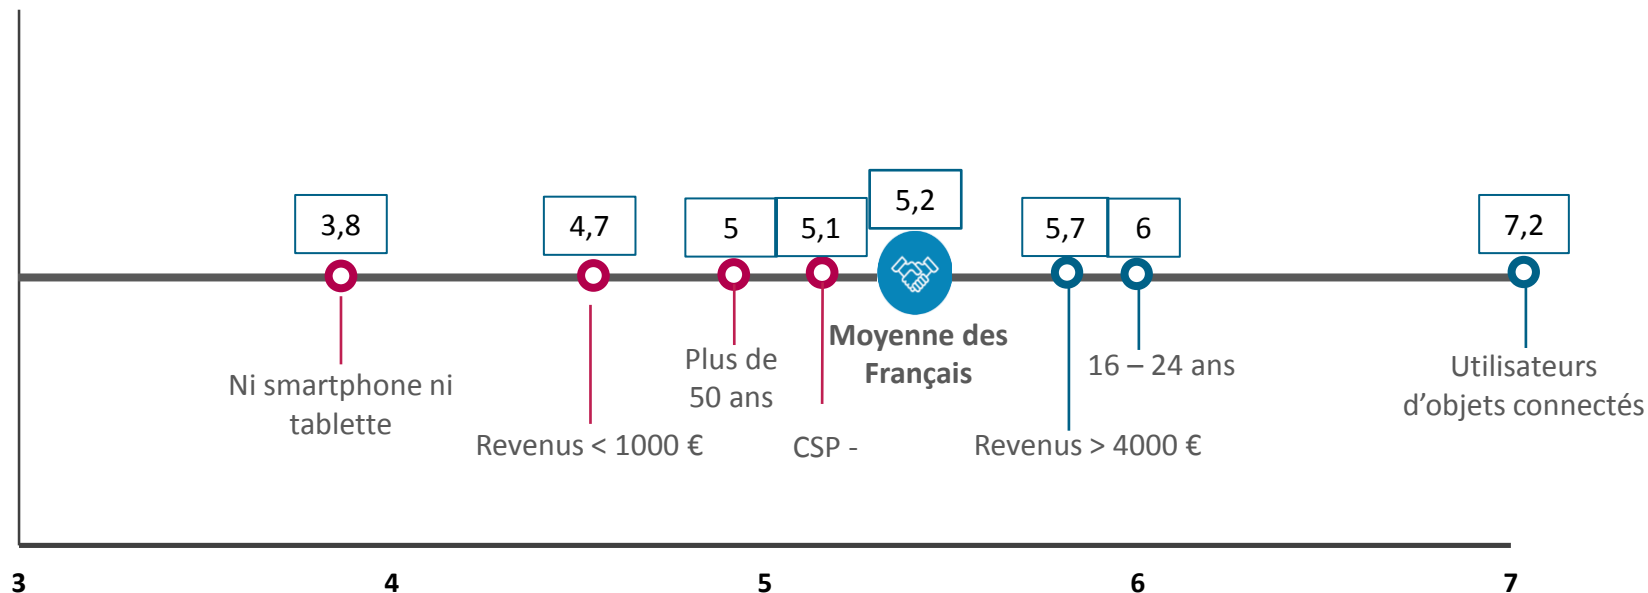 3,8
4,7
5
5,1
5,2
5,7
6
7,2
Moyenne des
Français
Ni smartphone ni
tablette
Revenus < 1000 €
Plus de
50 ans
CSP -
Revenus > 4000 €
16 – 24 ans
Utilisateurs
d’objets connectés
3
4
5
6
7